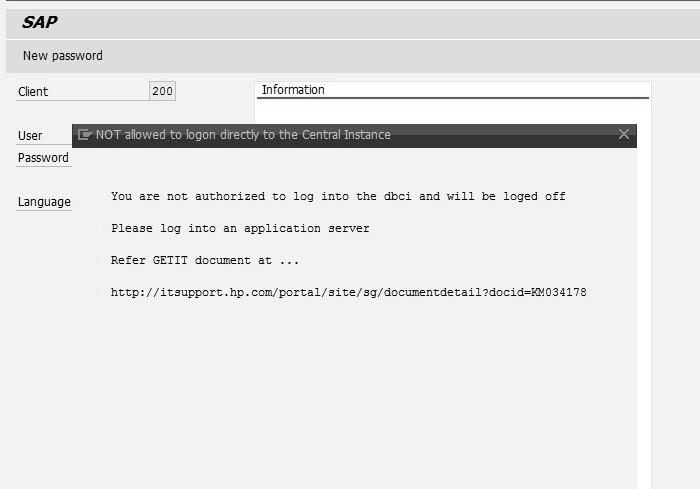 SAP
New password
Client 200
Information
User
NOT allowed to logon directly to the Central Instance
Password
Language
You are not authorized to log into the dbci and will be loged off
Please log into an application server
Refer GETIT document at ...
http://itsupport.hp.com/portal/site/sg/documentdetail?docid=KM034178